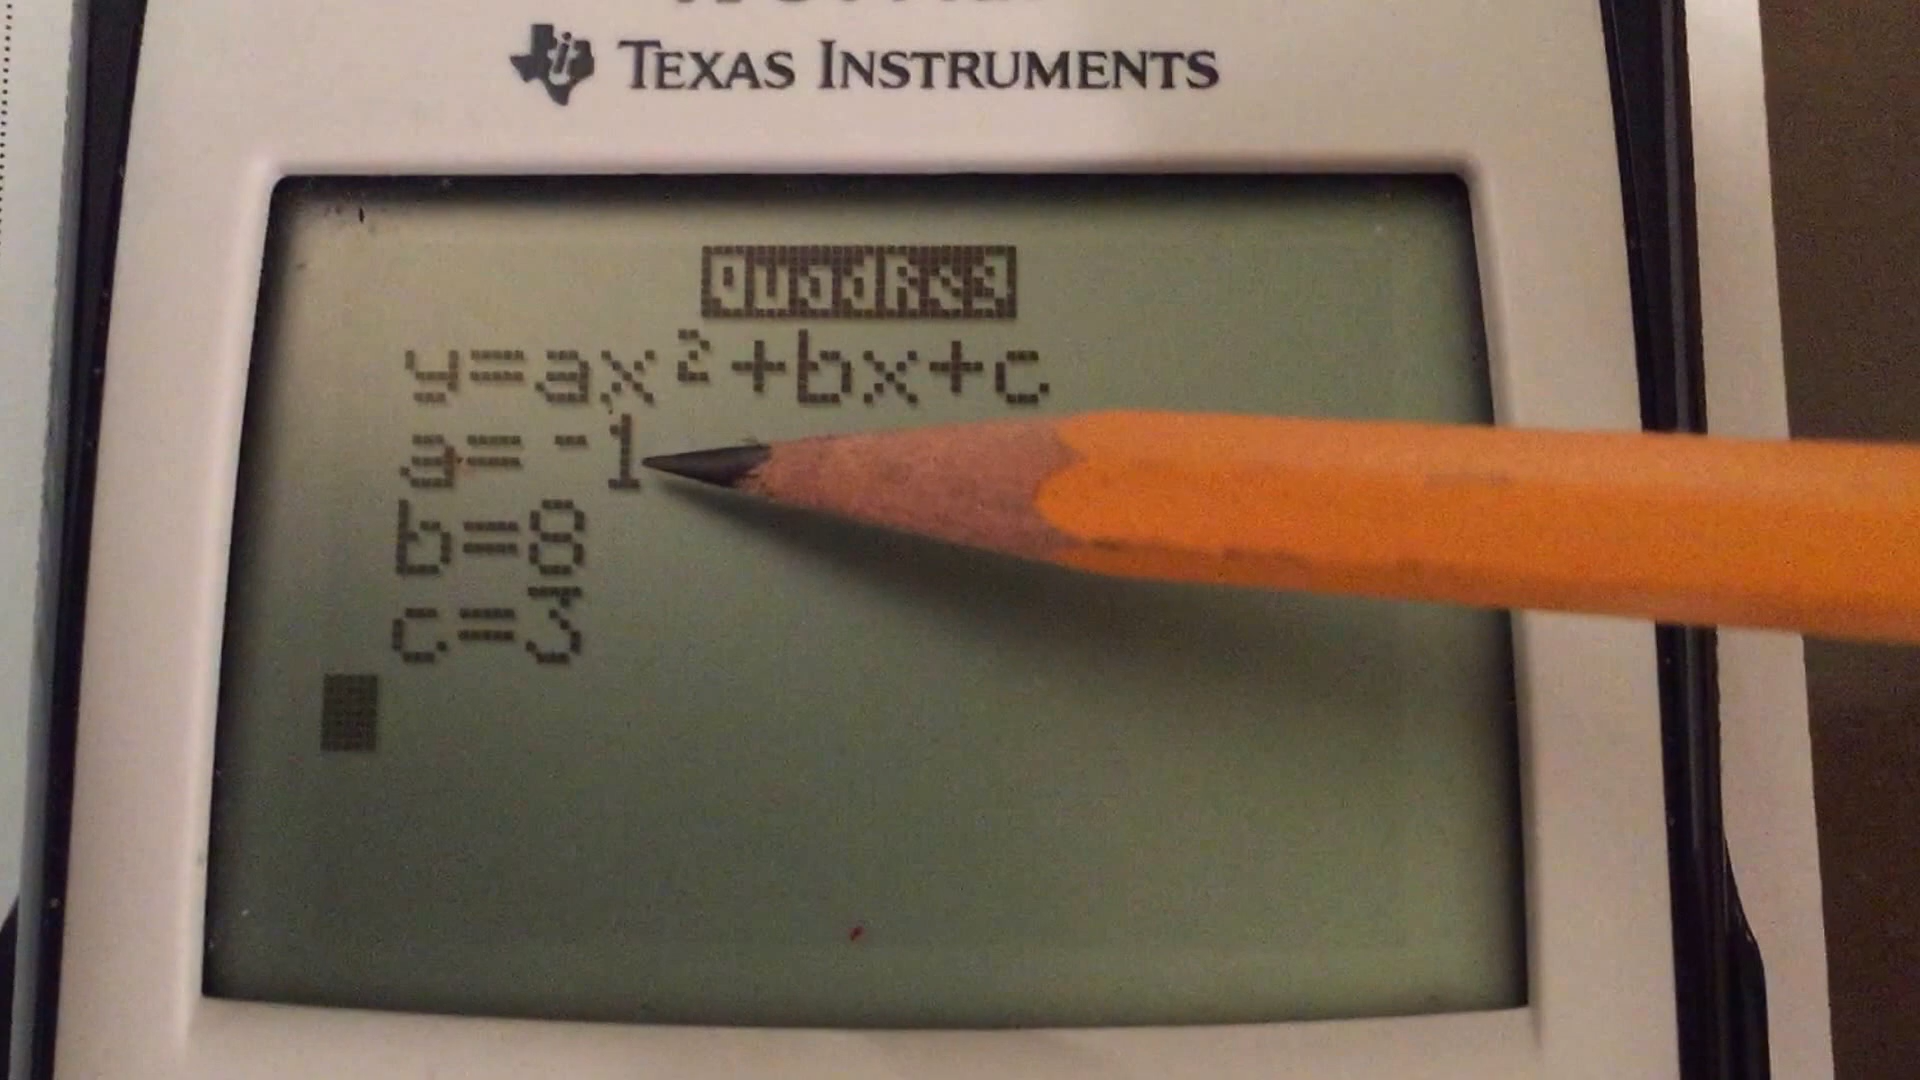 TEXAS INSTRUMENTS
QuadReg
y=ax²+bx+c
a=-1
b=8
c=3